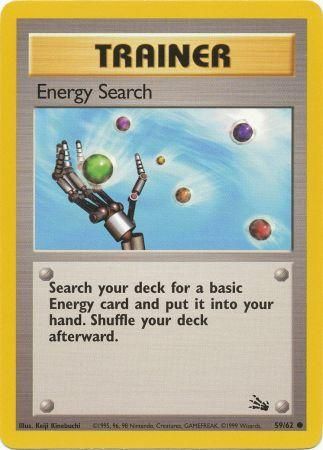 TRAINER
Energy Search
Search your deck for a basic
Energy card and put it into your
hand. Shuffle your deck
afterward.
Illus. Keiji Kinebuchi ©1995, 96, 98 Nintendo, Creatures, GAMEFREAK. ©1999 Wizards. 59/62